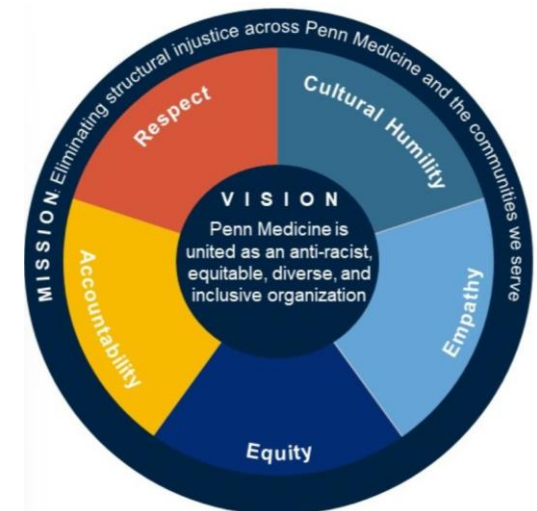 MISSION: Eliminating structural injustice across Penn Medicine and the communities we serve
Respect
Cultural Humility
Accountability
Empathy
Equity
VISION
Penn Medicine is
united as an anti-racist,
equitable, diverse, and
inclusive organization